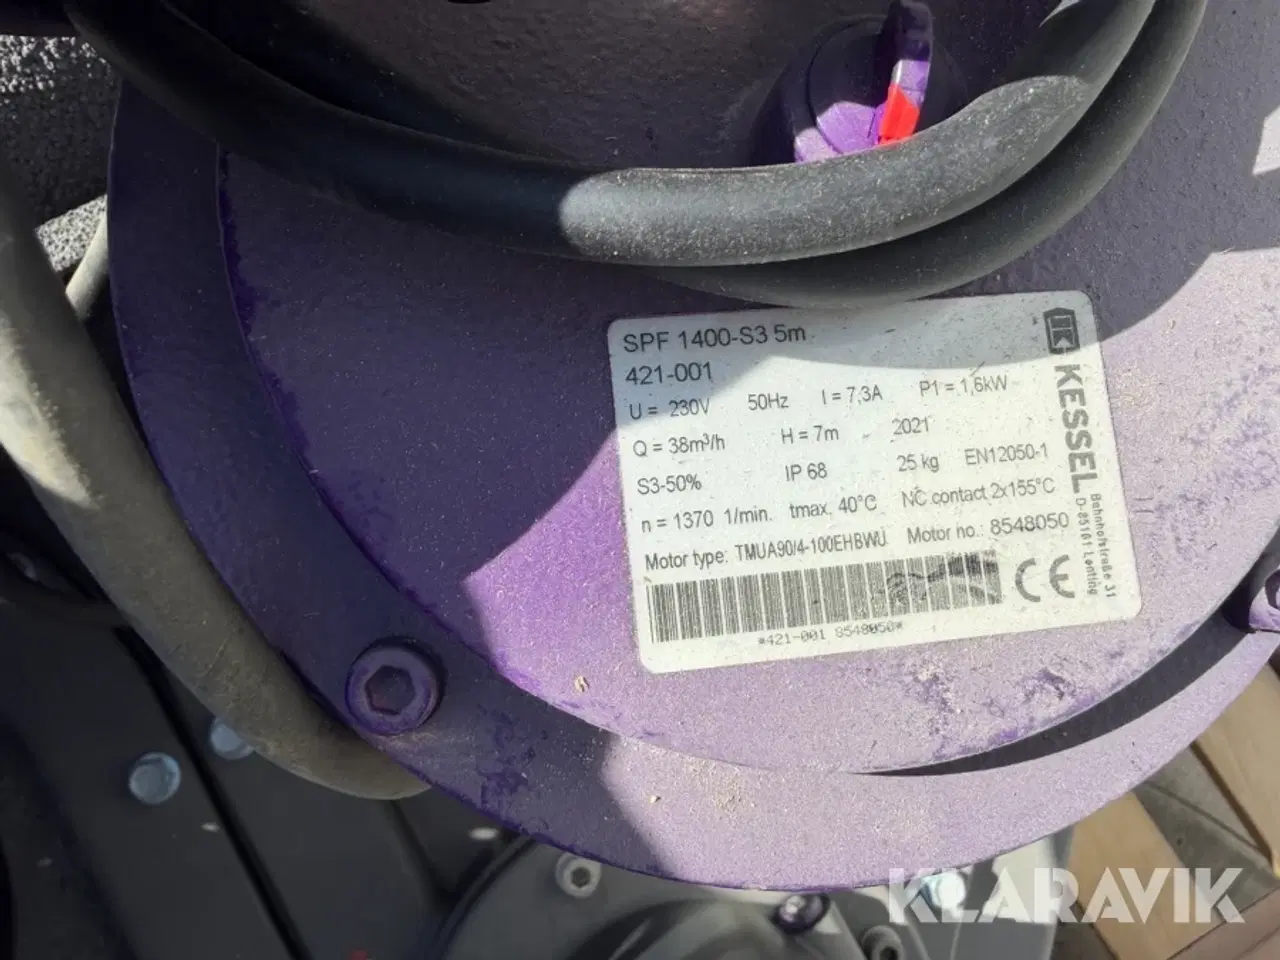 SPF 1400-S3 5m
421-001
U = 230V 50Hz I = 7,3A P1 = 1,6kW
Q = 38m³/h H = 7m 2021
S3-50% IP 68 25 kg EN12050-1
n = 1370 1/min. tmax. 40°C NC contact 2x155°C
Motor type: TMUA90/4-100EHBWU Motor no.: 8548050
*421-001 8548050*
CE
KESSEL
Bahnhofstraße 31
D-85101 Lenting
KLARAVIK